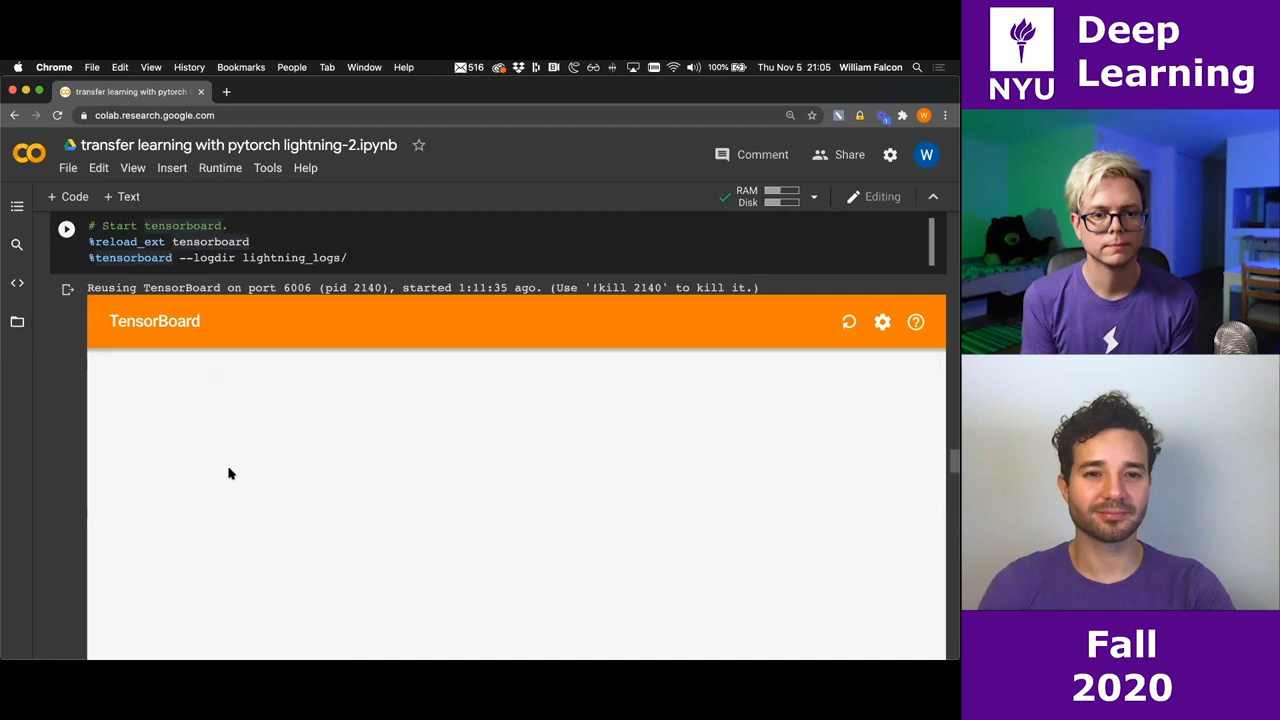 Chrome File Edit View History Bookmarks People Tab Window Help 516 100% Thu Nov 5 21:05 William Falcon
transfer learning with pytorch l
colab.research.google.com
transfer learning with pytorch lightning-2.ipynb
Comment Share W
File Edit View Insert Runtime Tools Help
+ Code + Text RAM Disk Editing
# Start tensorboard.
%reload_ext tensorboard
%tensorboard --logdir lightning_logs/
Reusing TensorBoard on port 6006 (pid 2140), started 1:11:35 ago. (Use '!kill 2140' to kill it.)
TensorBoard
NYU
Deep
Learning
Fall
2020